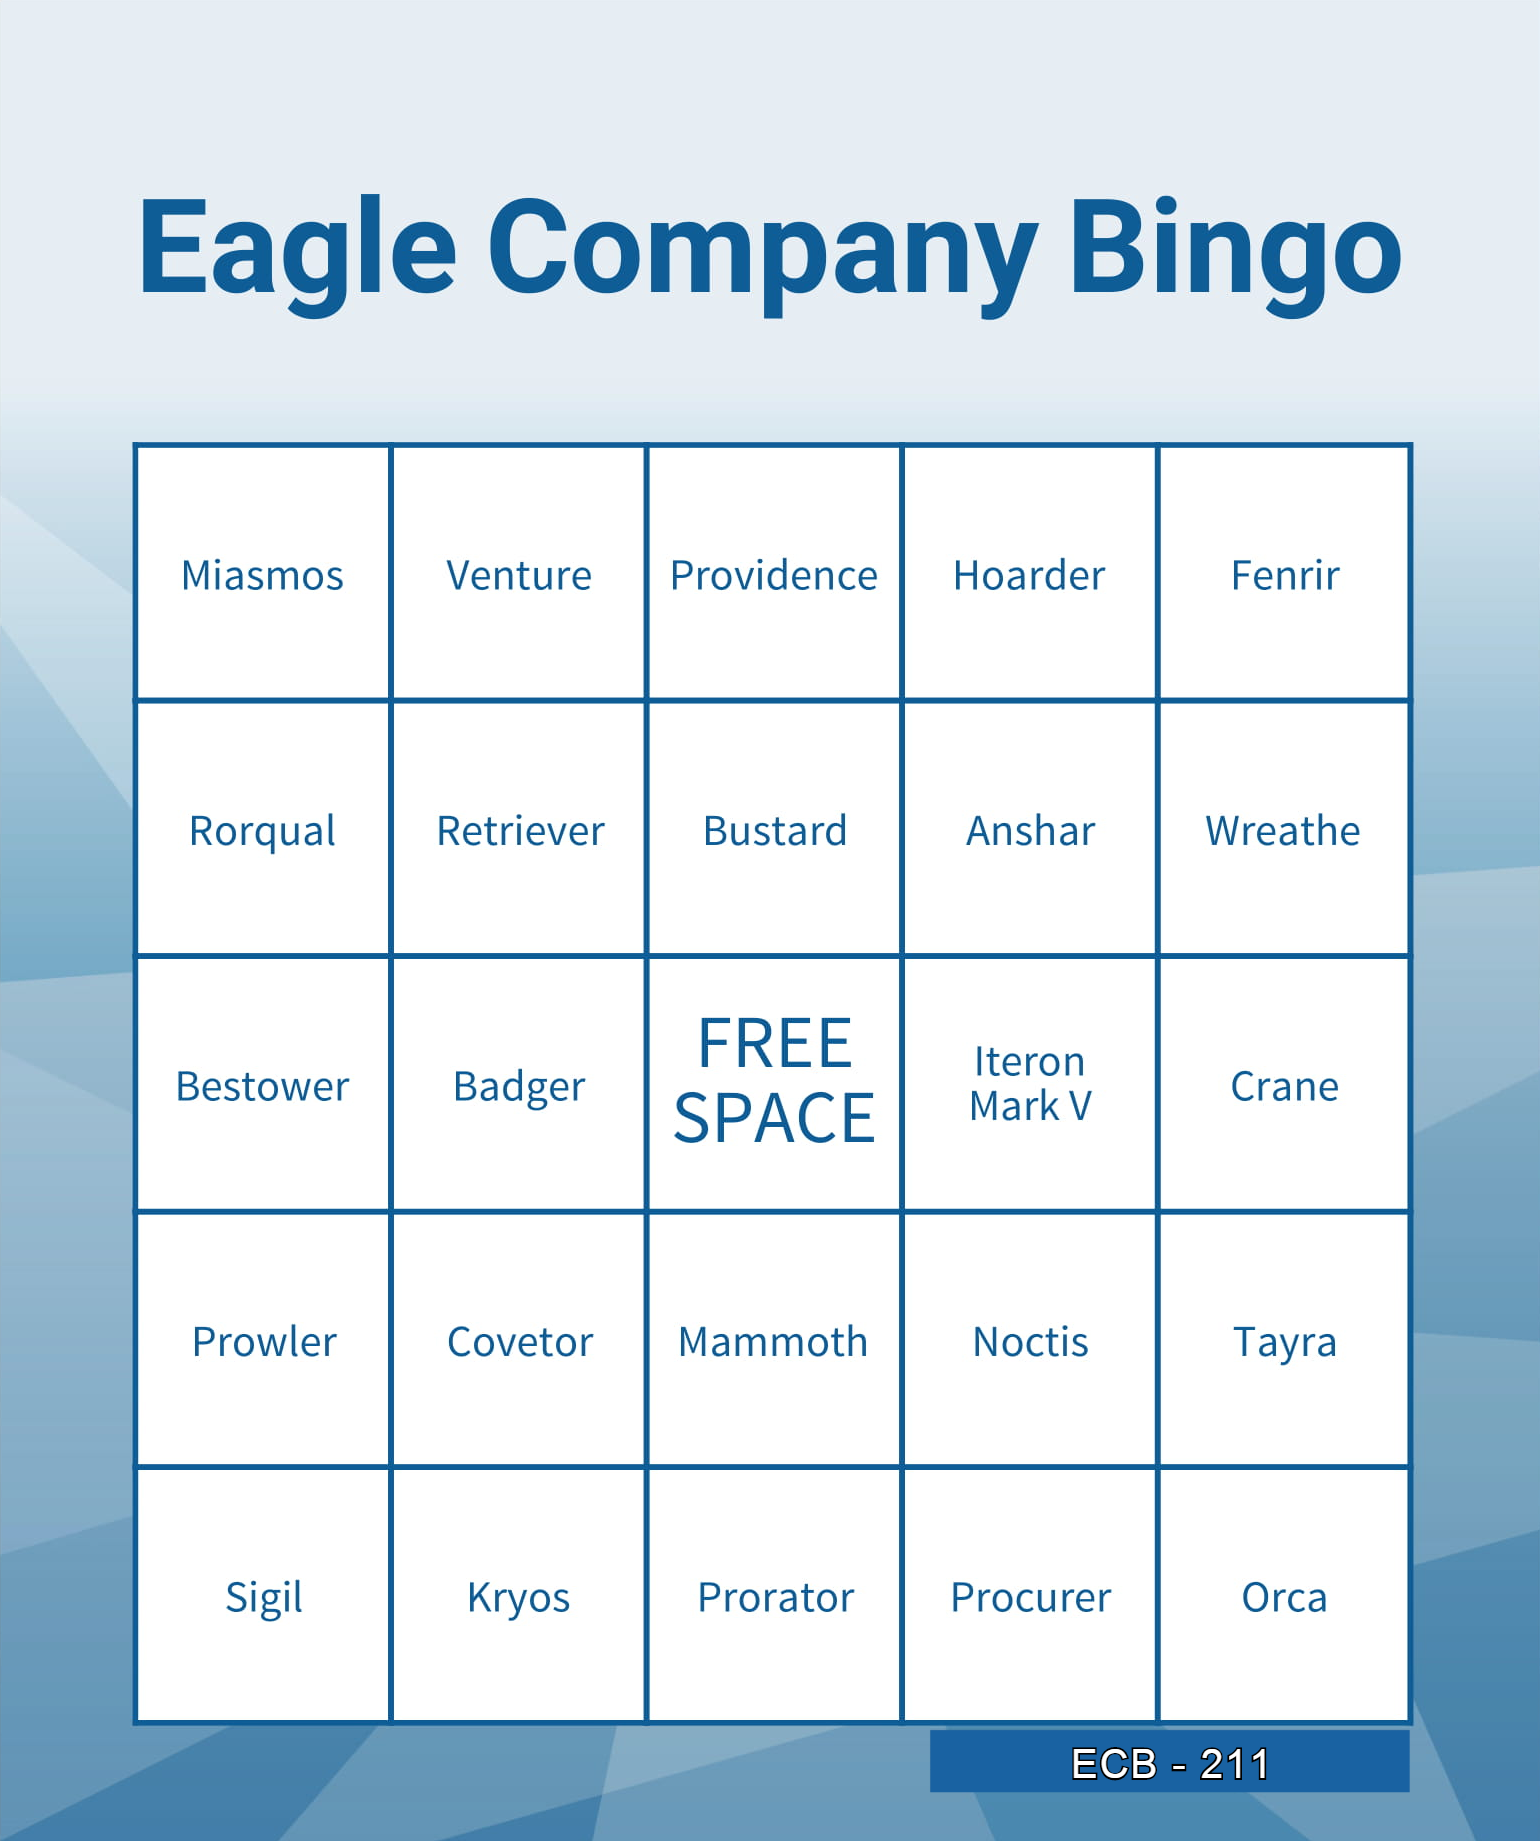 Eagle Company Bingo
Miasmos Venture Providence Hoarder Fenrir
Rorqual Retriever Bustard Anshar Wreathe
Bestower Badger FREE SPACE Iteron Mark V Crane
Prowler Covetor Mammoth Noctis Tayra
Sigil Kryos Prorator Procurer Orca
ECB - 211